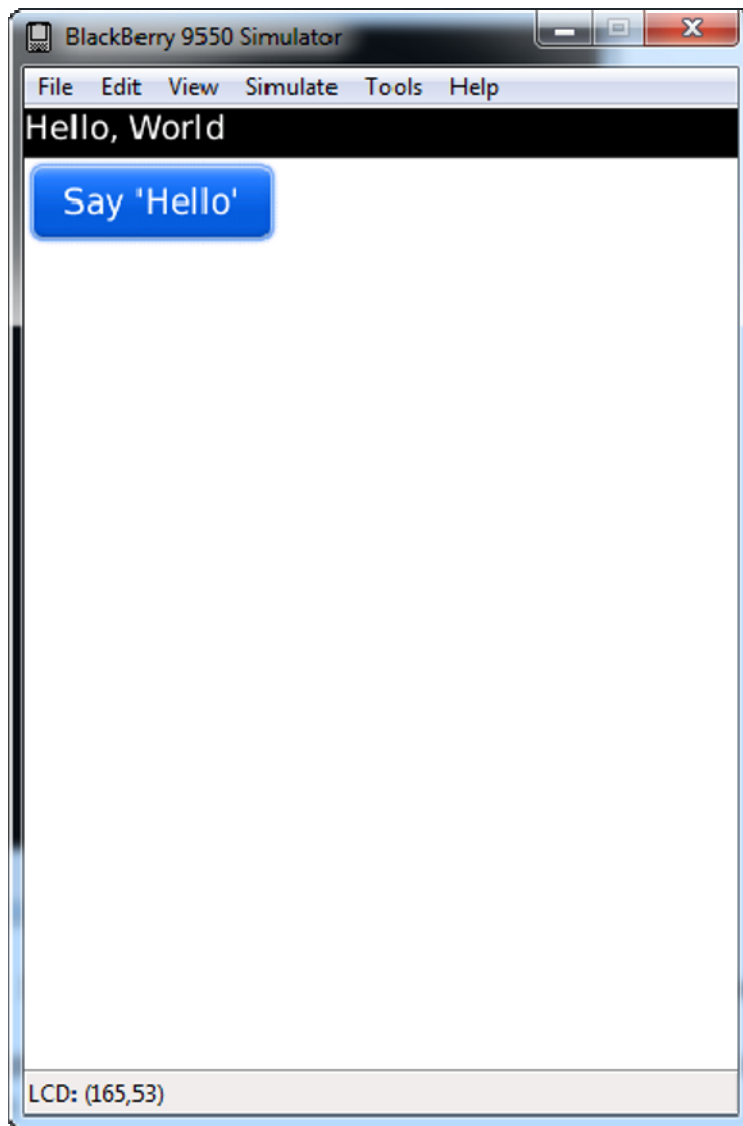 BlackBerry 9550 Simulator
File Edit View Simulate Tools Help
Hello, World
Say 'Hello'
LCD: (165,53)